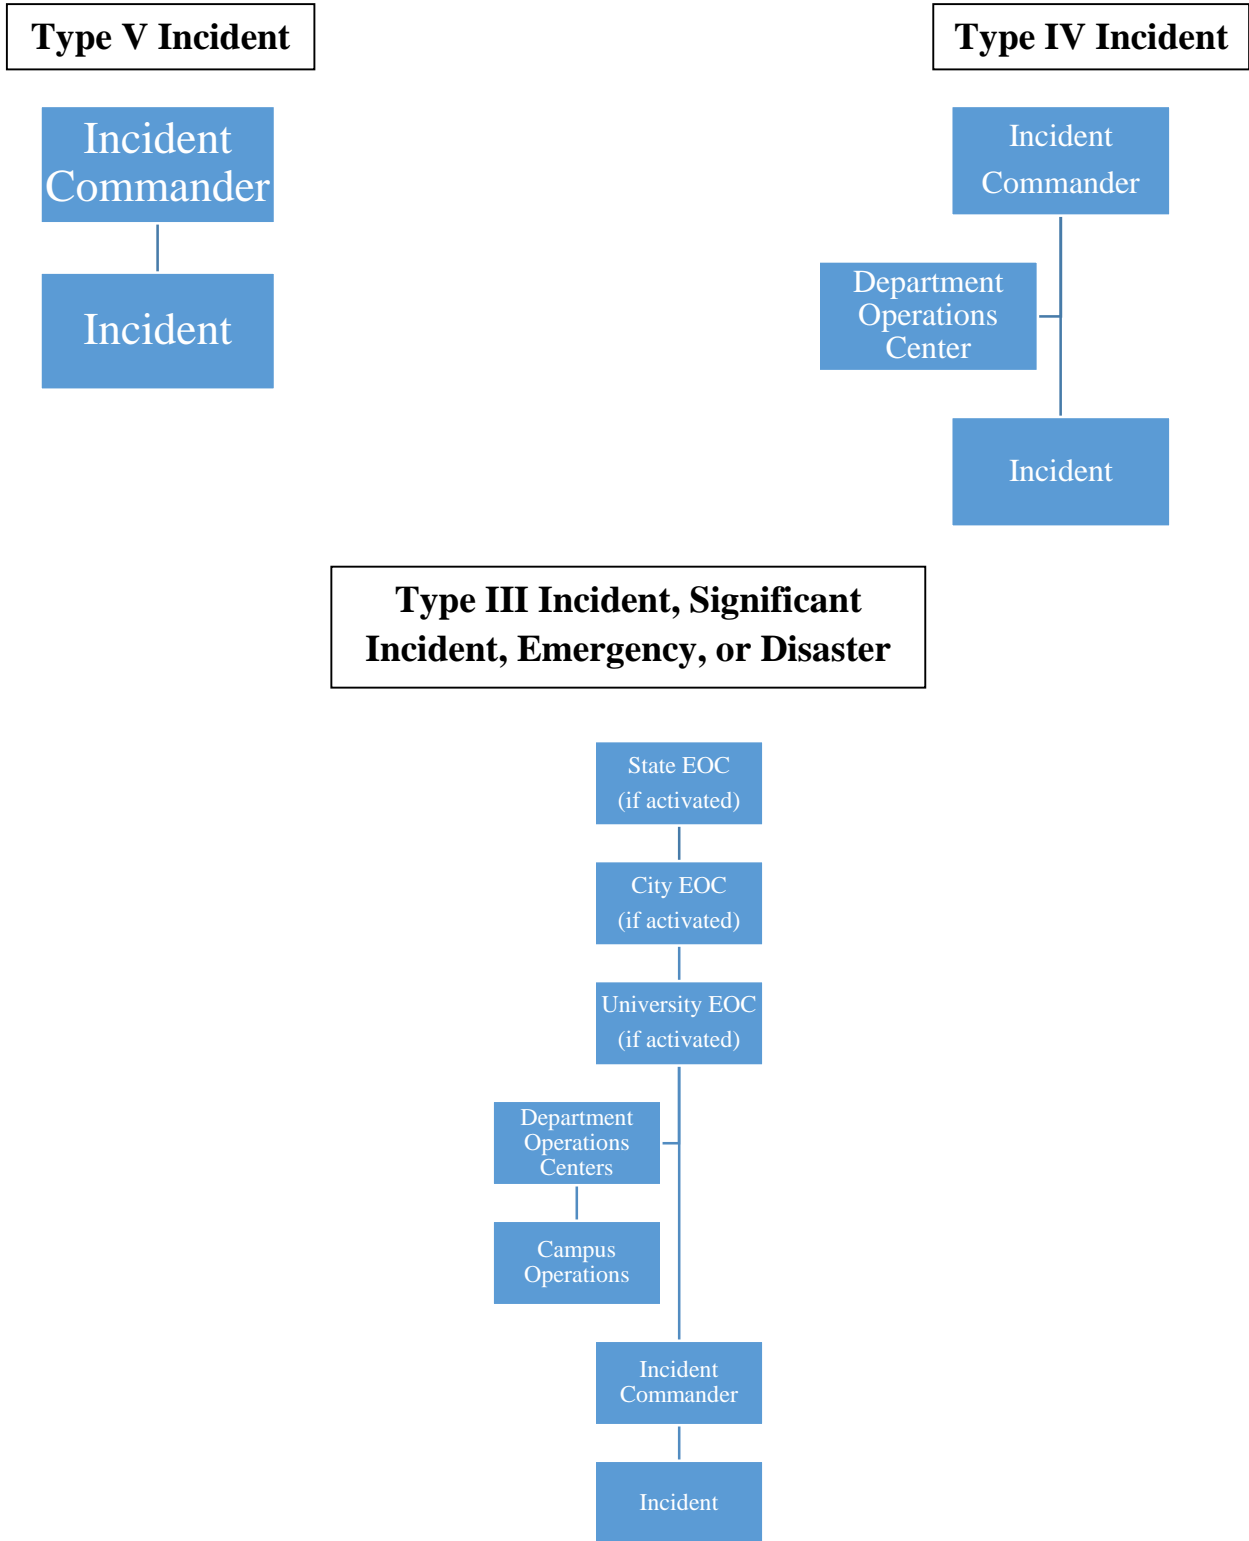 Type V Incident
Type IV Incident
Incident
Commander
Incident
Incident
Commander
Department
Operations
Center
Incident
Type III Incident, Significant
Incident, Emergency, or Disaster
State EOC
(if activated)
City EOC
(if activated)
University EOC
(if activated)
Department
Operations
Centers
Campus
Operations
Incident
Commander
Incident